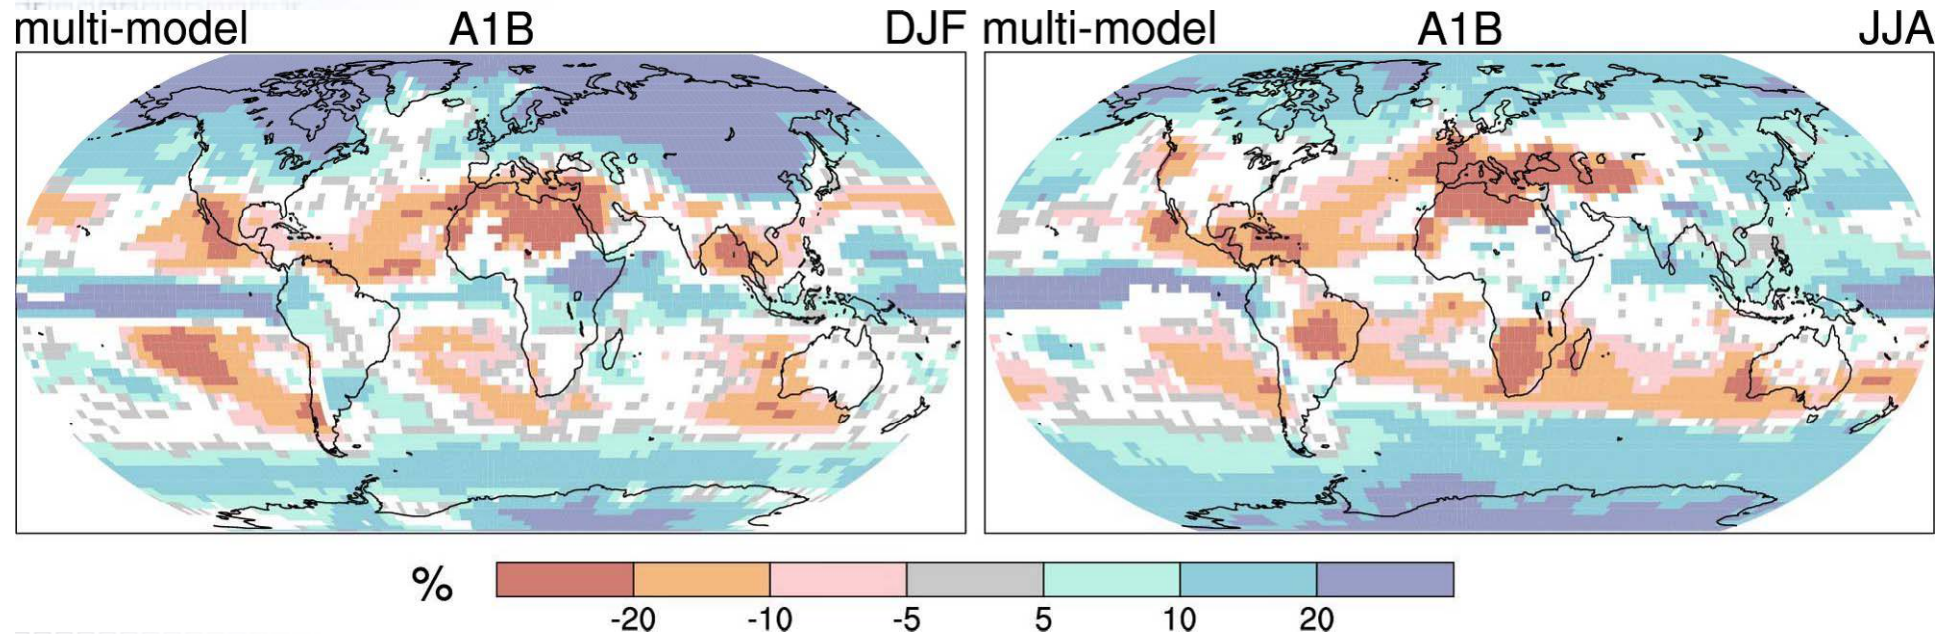 multi-model A1B DJF
multi-model A1B JJA
%
-20 -10 -5 5 10 20